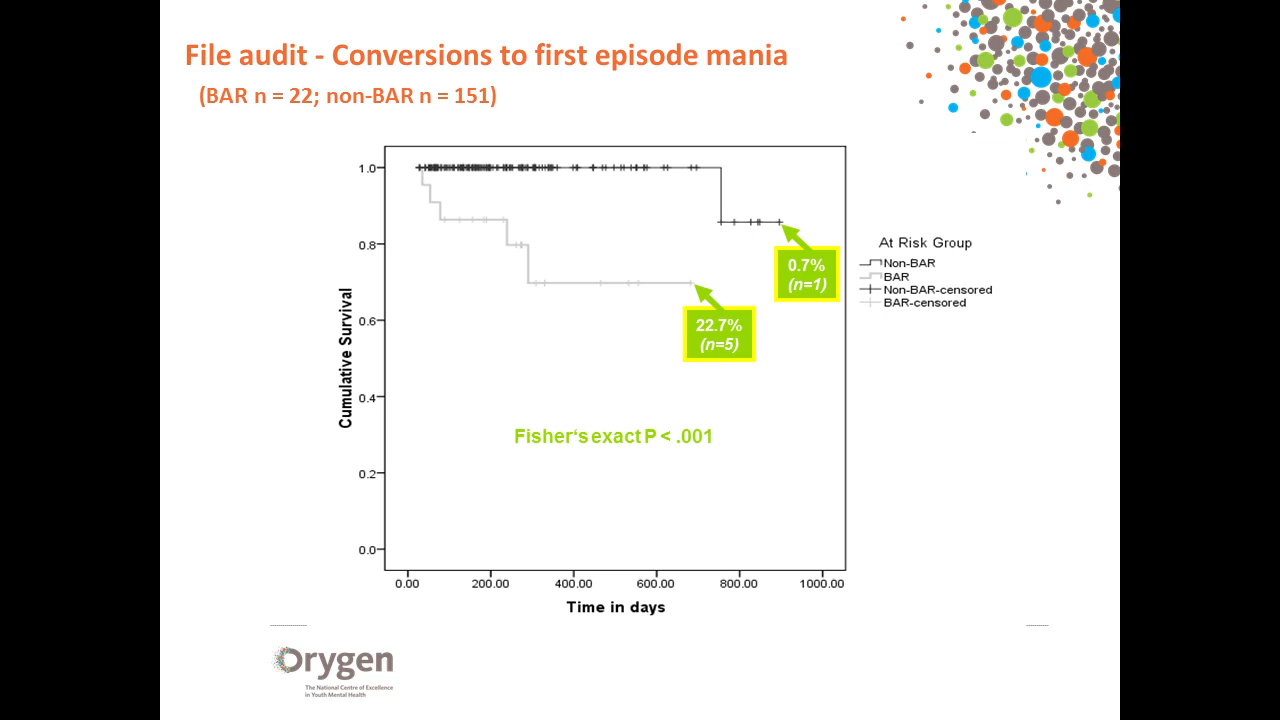 File audit - Conversions to first episode mania
(BAR n = 22; non-BAR n = 151)
1.0
0.8
0.6
0.4
0.2
0.0
Cumulative Survival
0.00 200.00 400.00 600.00 800.00 1000.00
Time in days
0.7%
(n=1)
22.7%
(n=5)
Fisher‘s exact P < .001
At Risk Group
Non-BAR
BAR
Non-BAR-censored
BAR-censored
Orygen
The National Centre of Excellence
in Youth Mental Health